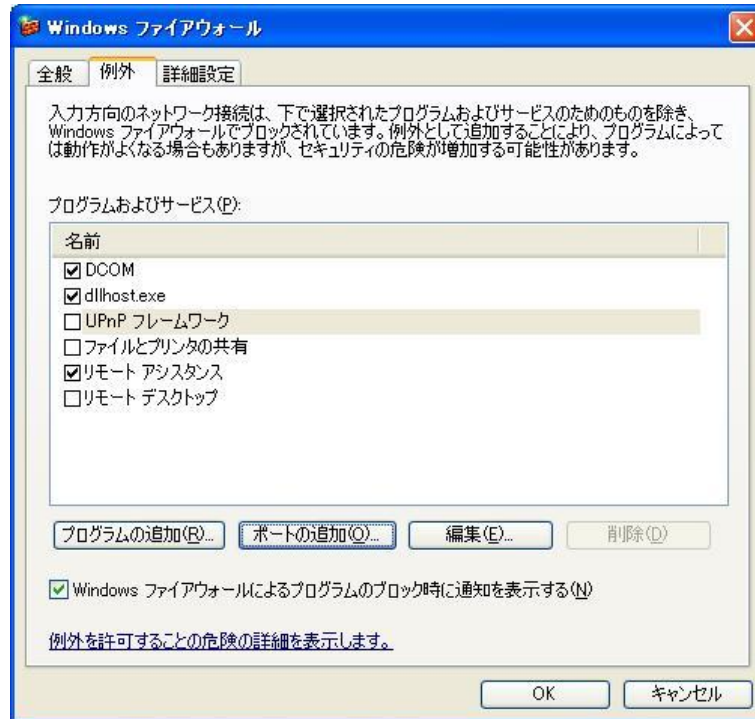 Windows ファイアウォール
全般 例外 詳細設定
入力方向のネットワーク接続は、下で選択されたプログラムおよびサービスのためのものを除き、
Windows ファイアウォールでブロックされています。例外として追加することにより、プログラムによって
は動作がよくなる場合もありますが、セキュリティの危険が増加する可能性があります。
プログラムおよびサービス(P):
名前
DCOM
dllhost.exe
UPnP フレームワーク
ファイルとプリンタの共有
リモート アシスタンス
リモート デスクトップ
プログラムの追加(R)... ポートの追加(O)... 編集(E)... 削除(D)
Windows ファイアウォールによるプログラムのブロック時に通知を表示する(N)
例外を許可することの危険の詳細を表示します。
OK キャンセル